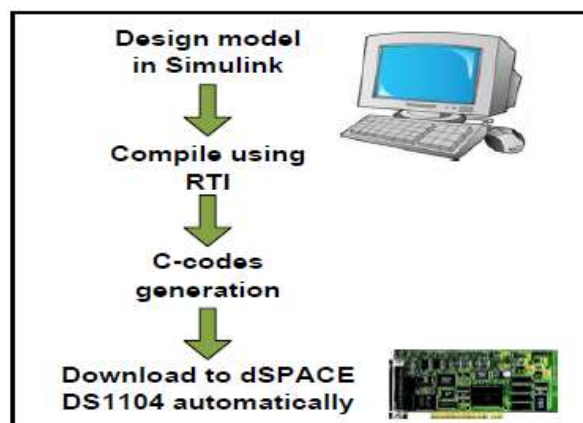 Design model
in Simulink
Compile using
RTI
C-codes
generation
Download to dSPACE
DS1104 automatically